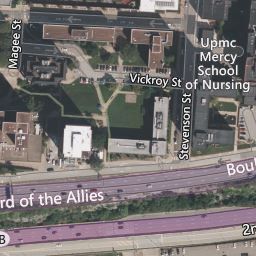 Magee St
Upmc
Mercy
School
of Nursing
Vickroy St
Stevenson St
Boul
rd of the Allies
2n
B